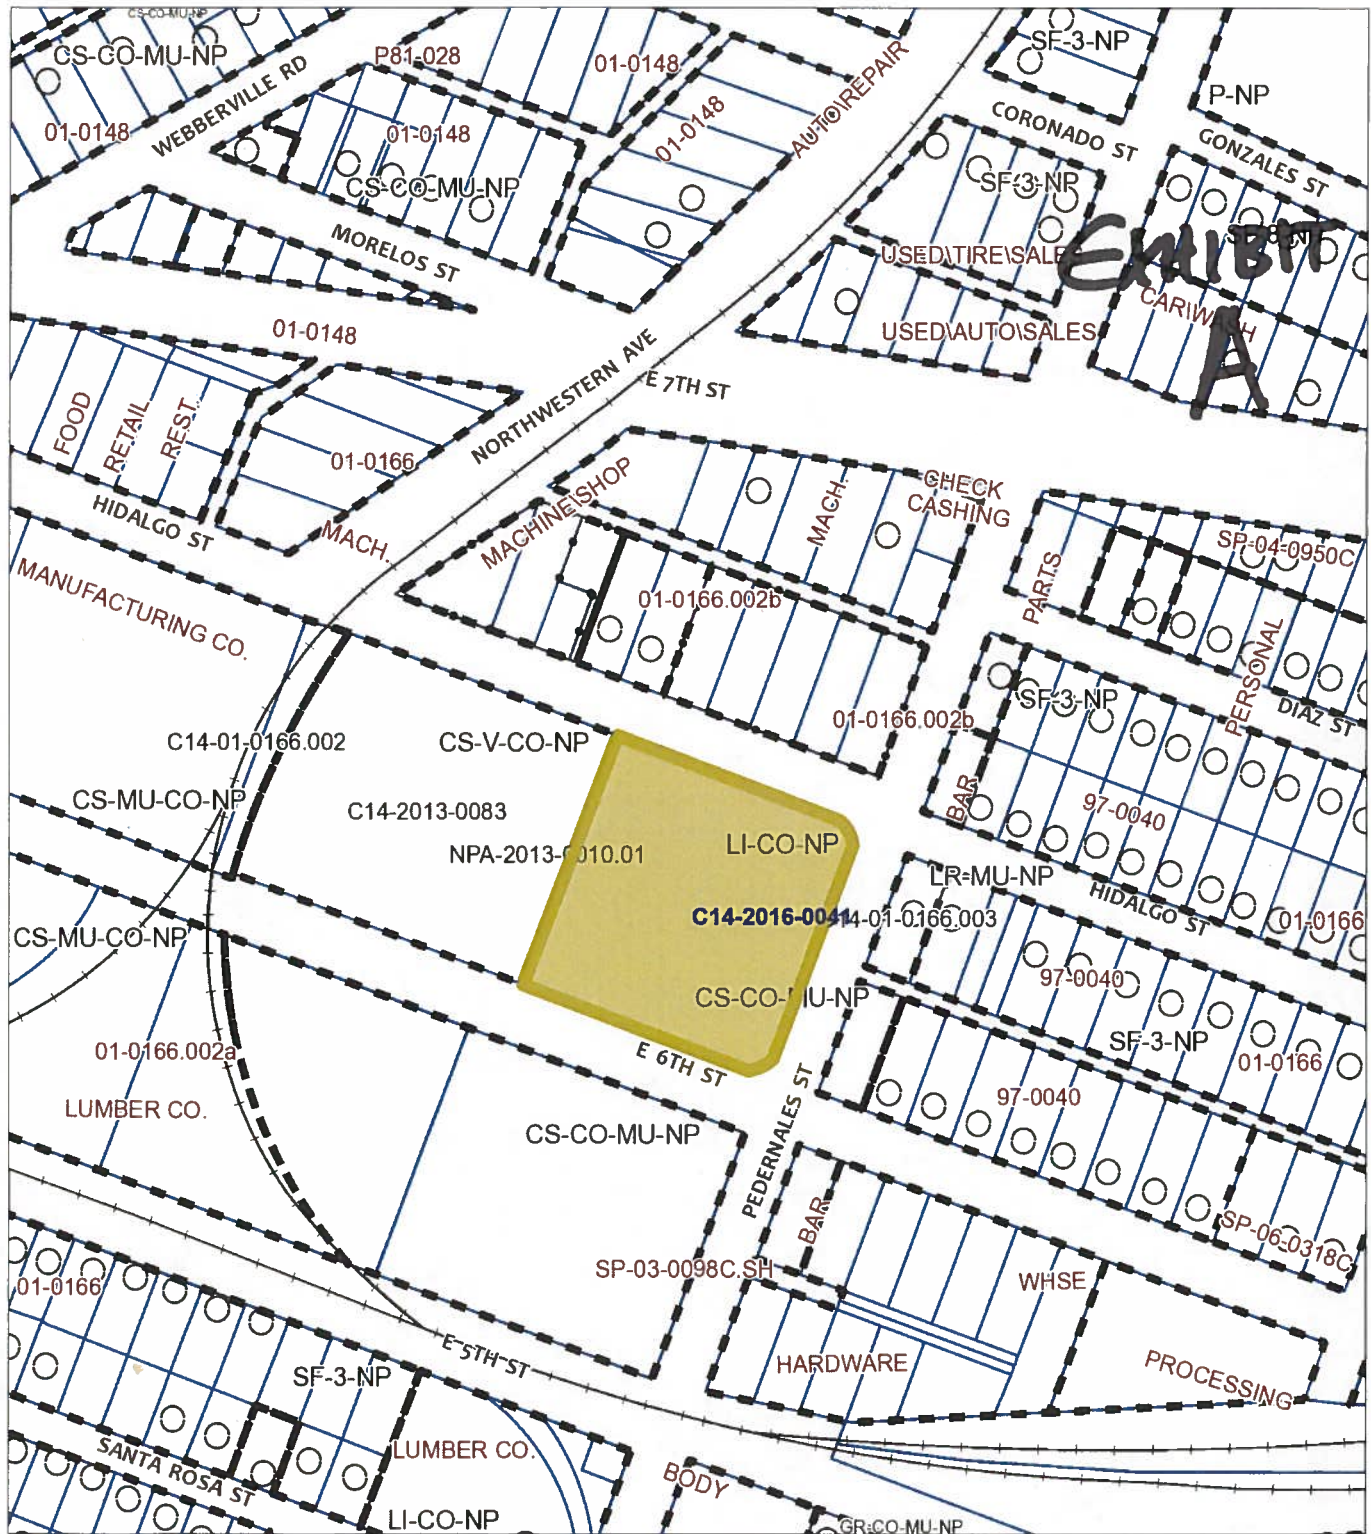 CS-CO-MU-NP
CS-CO-MU-NP
P81-028
01-0148
AUTO\REPAIR
SF-3-NP
P-NP
WEBBERVILLE RD
01-0148
01-0148
01-0148
CORONADO ST
GONZALES ST
CS-CO-MU-NP
SF-3-NP
MORELOS ST
USED\TIRE\SALES
EXHIBIT
A
CAR\WASH
01-0148
USED\AUTO\SALES
NORTHWESTERN AVE
E 7TH ST
FOOD
RETAIL
REST.
01-0166
HIDALGO ST
MACH.
MACHINE\SHOP
MACH.
CHECK
CASHING
PARTS
SP-04-0950C
MANUFACTURING CO.
01-0166.002b
PERSONAL
SF-3-NP
DIAZ ST
01-0166.002b
C14-01-0166.002
CS-V-CO-NP
CS-MU-CO-NP
C14-2013-0083
BAR
97-0040
NPA-2013-0010.01
LI-CO-NP
LR-MU-NP
HIDALGO ST
C14-2016-0041
14-01-0166.003
01-0166
CS-MU-CO-NP
97-0040
CS-CO-MU-NP
SF-3-NP
01-0166
01-0166.002a
E 6TH ST
LUMBER CO.
97-0040
CS-CO-MU-NP
PEDERNALES ST
BAR
SP-06-0318C
SP-03-0098C.SH
WHSE
01-0166
E 5TH ST
HARDWARE
PROCESSING
SF-3-NP
SANTA ROSA ST
LUMBER CO.
BODY
LI-CO-NP
GR-CO-MU-NP